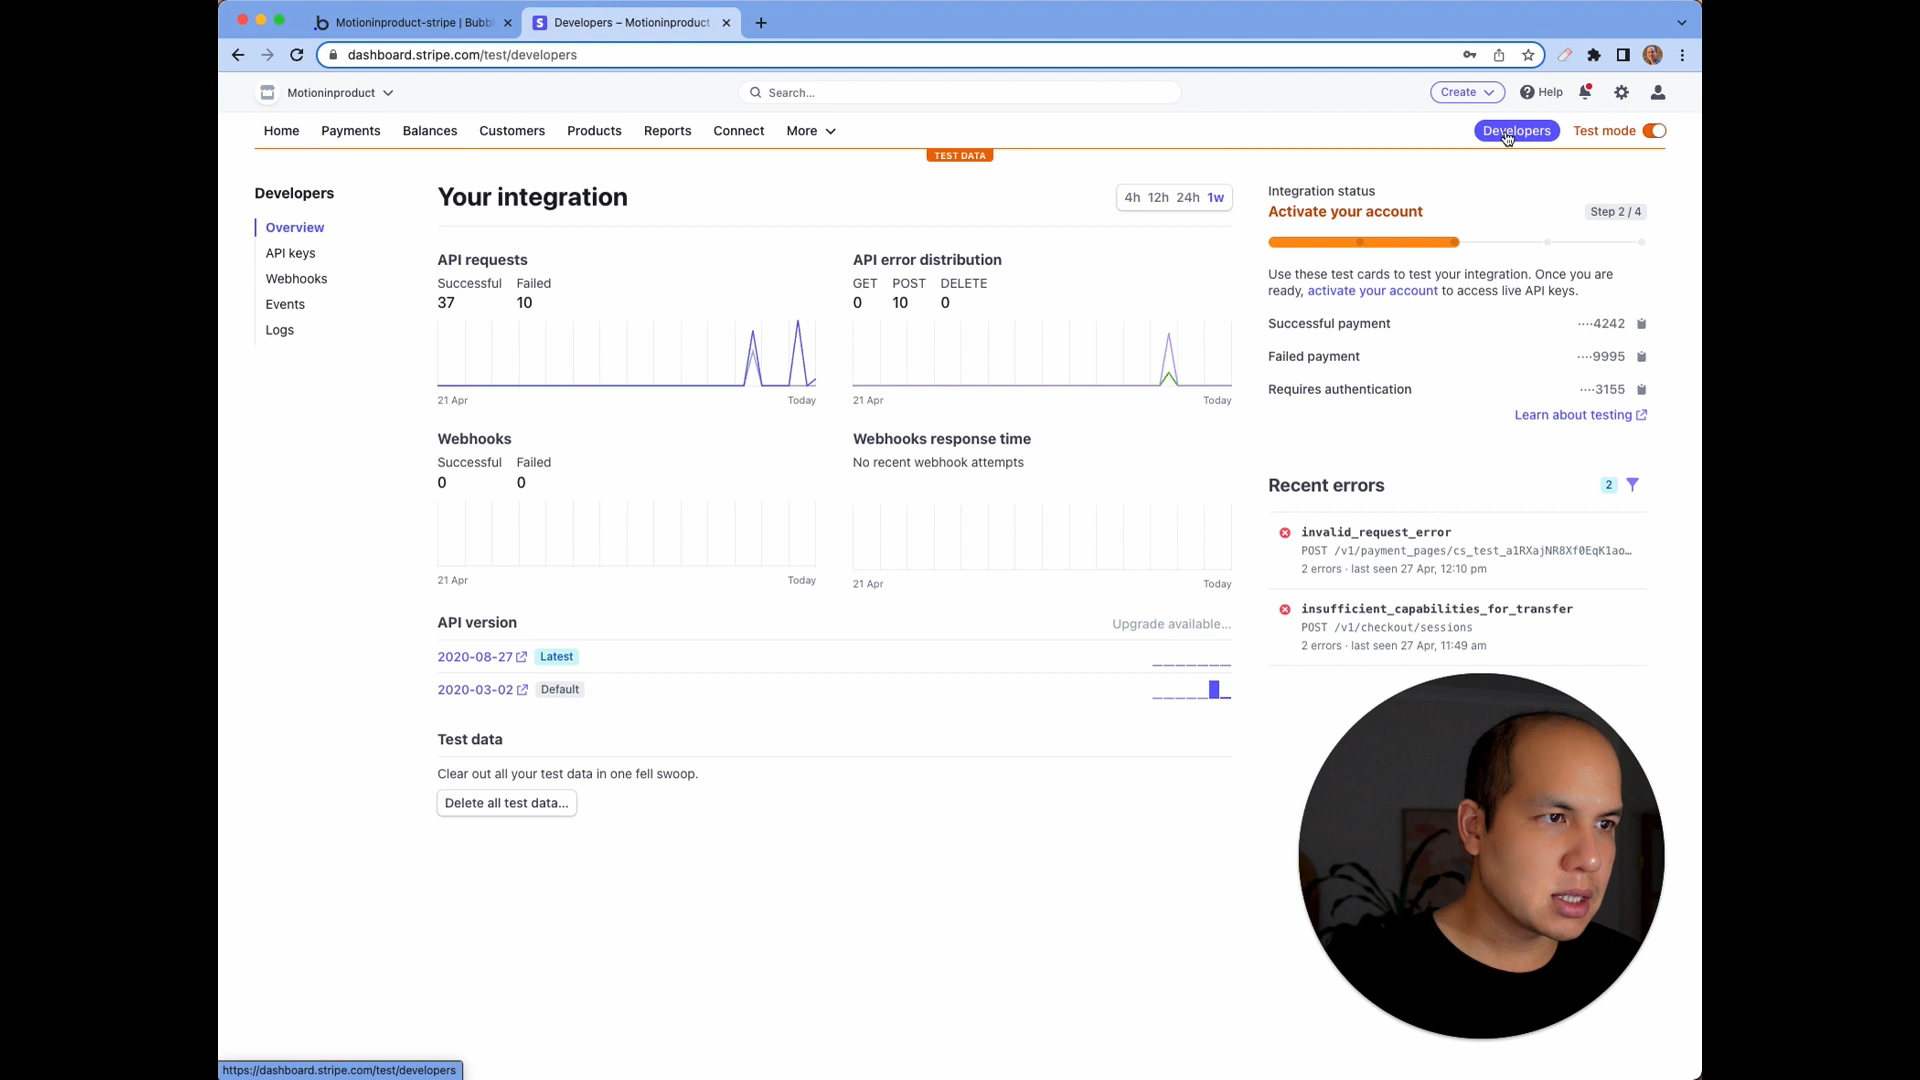 Motioninproduct-stripe | Bubbl
Developers – Motioninproduct
dashboard.stripe.com/test/developers
Motioninproduct
Search...
Create
Help
Home
Payments
Balances
Customers
Products
Reports
Connect
More
Developers
Test mode
TEST DATA
Developers
Overview
API keys
Webhooks
Events
Logs
Your integration
4h 12h 24h 1w
API requests
Successful Failed
37 10
21 Apr Today
API error distribution
GET POST DELETE
0 10 0
21 Apr Today
Webhooks
Successful Failed
0 0
21 Apr Today
Webhooks response time
No recent webhook attempts
21 Apr Today
API version
Upgrade available...
2020-08-27 Latest
2020-03-02 Default
Test data
Clear out all your test data in one fell swoop.
Delete all test data...
Integration status
Activate your account
Step 2 / 4
Use these test cards to test your integration. Once you are
ready, activate your account to access live API keys.
Successful payment ····4242
Failed payment ····9995
Requires authentication ····3155
Learn about testing
Recent errors
2
invalid_request_error
POST /v1/payment_pages/cs_test_a1RXajNR8Xf0EqK1ao…
2 errors · last seen 27 Apr, 12:10 pm
insufficient_capabilities_for_transfer
POST /v1/checkout/sessions
2 errors · last seen 27 Apr, 11:49 am
https://dashboard.stripe.com/test/developers